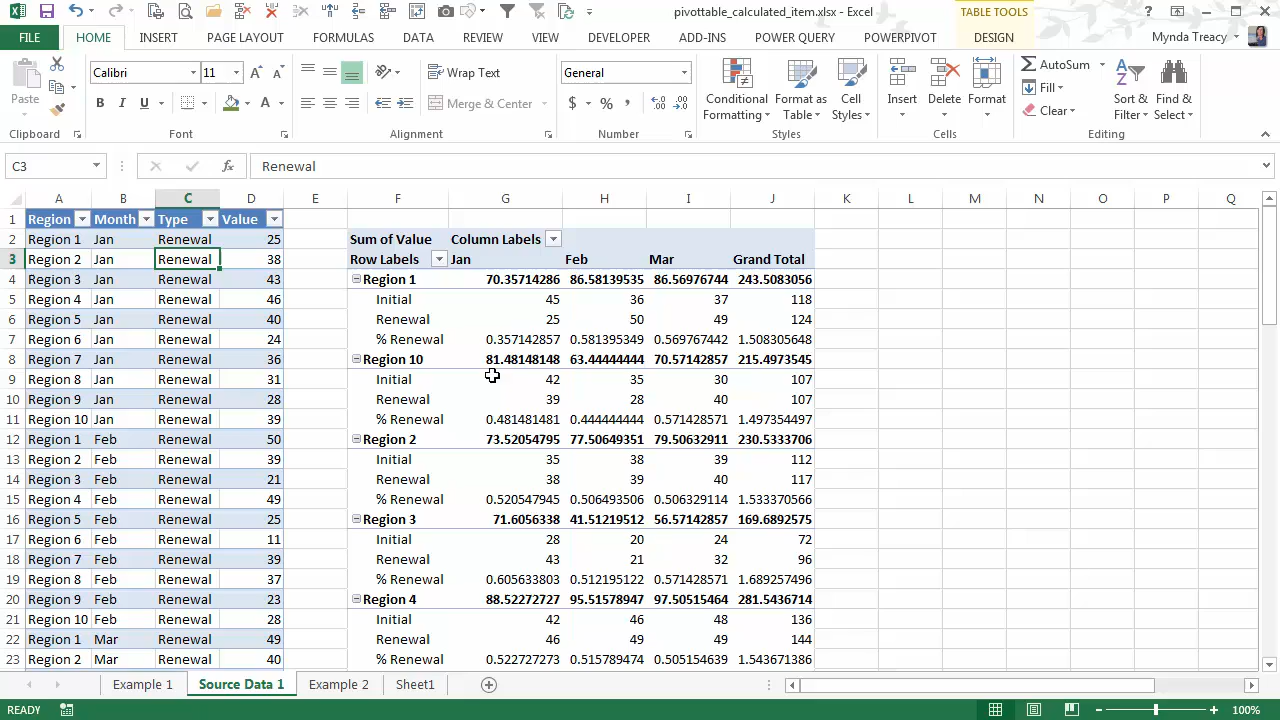 pivottable_calculated_item.xlsx - Excel
TABLE TOOLS
FILE HOME INSERT PAGE LAYOUT FORMULAS DATA REVIEW VIEW DEVELOPER ADD-INS POWER QUERY POWERPIVOT DESIGN
Mynda Treacy
Paste
Calibri 11
B I U A
Wrap Text
Merge & Center
General
$ % ,
Conditional Formatting
Format as Table
Cell Styles
Insert
Delete
Format
AutoSum
Fill
Clear
Sort & Filter
Find & Select
Clipboard Font Alignment Number Styles Cells Editing
C3 fx Renewal
A B C D E F G H I J K L M N O P Q
1 Region Month Type Value
2 Region 1 Jan Renewal 25 Sum of Value Column Labels
3 Region 2 Jan Renewal 38 Row Labels Jan Feb Mar Grand Total
4 Region 3 Jan Renewal 43 Region 1 70.35714286 86.58139535 86.56976744 243.5083056
5 Region 4 Jan Renewal 46 Initial 45 36 37 118
6 Region 5 Jan Renewal 40 Renewal 25 50 49 124
7 Region 6 Jan Renewal 24 % Renewal 0.357142857 0.581395349 0.569767442 1.508305648
8 Region 7 Jan Renewal 36 Region 10 81.48148148 63.44444444 70.57142857 215.4973545
9 Region 8 Jan Renewal 31 Initial 42 35 30 107
10 Region 9 Jan Renewal 28 Renewal 39 28 40 107
11 Region 10 Jan Renewal 39 % Renewal 0.481481481 0.444444444 0.571428571 1.497354497
12 Region 1 Feb Renewal 50 Region 2 73.52054795 77.50649351 79.50632911 230.5333706
13 Region 2 Feb Renewal 39 Initial 35 38 39 112
14 Region 3 Feb Renewal 21 Renewal 38 39 40 117
15 Region 4 Feb Renewal 49 % Renewal 0.520547945 0.506493506 0.506329114 1.533370566
16 Region 5 Feb Renewal 25 Region 3 71.6056338 41.51219512 56.57142857 169.6892575
17 Region 6 Feb Renewal 11 Initial 28 20 24 72
18 Region 7 Feb Renewal 39 Renewal 43 21 32 96
19 Region 8 Feb Renewal 37 % Renewal 0.605633803 0.512195122 0.571428571 1.689257496
20 Region 9 Feb Renewal 23 Region 4 88.52272727 95.51578947 97.50515464 281.5436714
21 Region 10 Feb Renewal 28 Initial 42 46 48 136
22 Region 1 Mar Renewal 49 Renewal 46 49 49 144
23 Region 2 Mar Renewal 40 % Renewal 0.522727273 0.515789474 0.505154639 1.543671386
Example 1 Source Data 1 Example 2 Sheet1
READY 100%